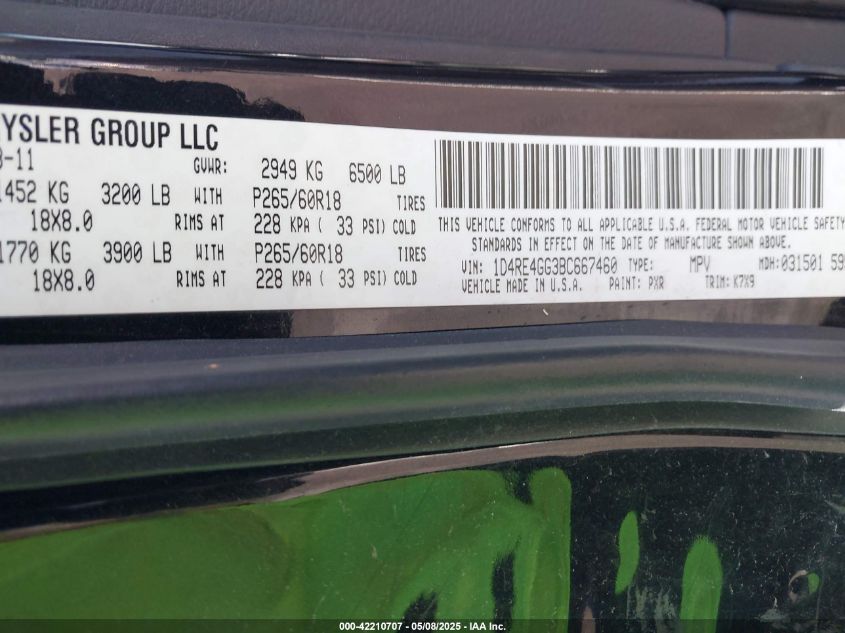 YSLER GROUP LLC
-11 GVWR: 2949 KG 6500 LB
1452 KG 3200 LB WITH P265/60R18 TIRES
18X8.0 RIMS AT 228 KPA ( 33 PSI) COLD
1770 KG 3900 LB WITH P265/60R18 TIRES
18X8.0 RIMS AT 228 KPA ( 33 PSI) COLD
THIS VEHICLE CONFORMS TO ALL APPLICABLE U.S.A. FEDERAL MOTOR VEHICLE SAFETY
STANDARDS IN EFFECT ON THE DATE OF MANUFACTURE SHOWN ABOVE.
VIN: 1D4RE4GG3BC667460 TYPE: MPV MDH: 031501 59
VEHICLE MADE IN U.S.A. PAINT: PXR TRIM: K7X9
000-42210707 - 05/08/2025 - IAA Inc.